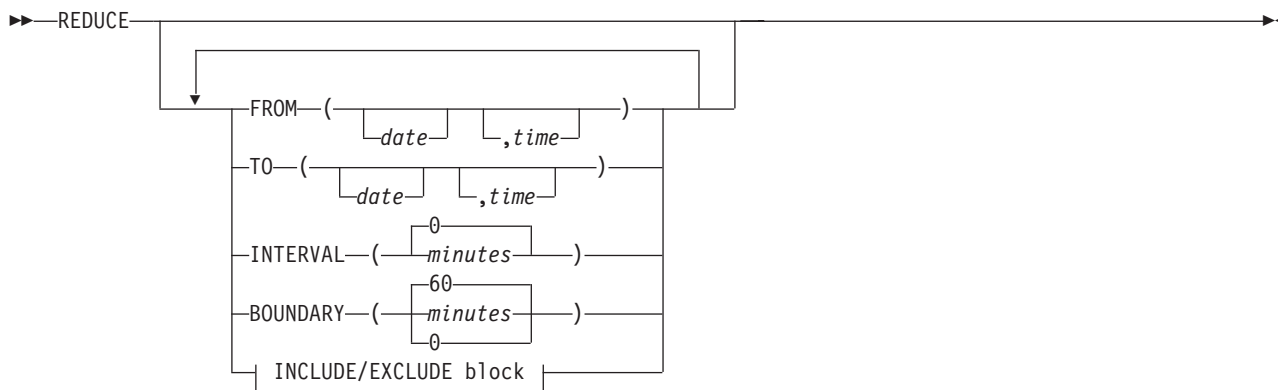 REDUCE
FROM ( date ,time )
TO ( date ,time )
0
INTERVAL ( minutes )
60
BOUNDARY ( minutes )
0
INCLUDE/EXCLUDE block